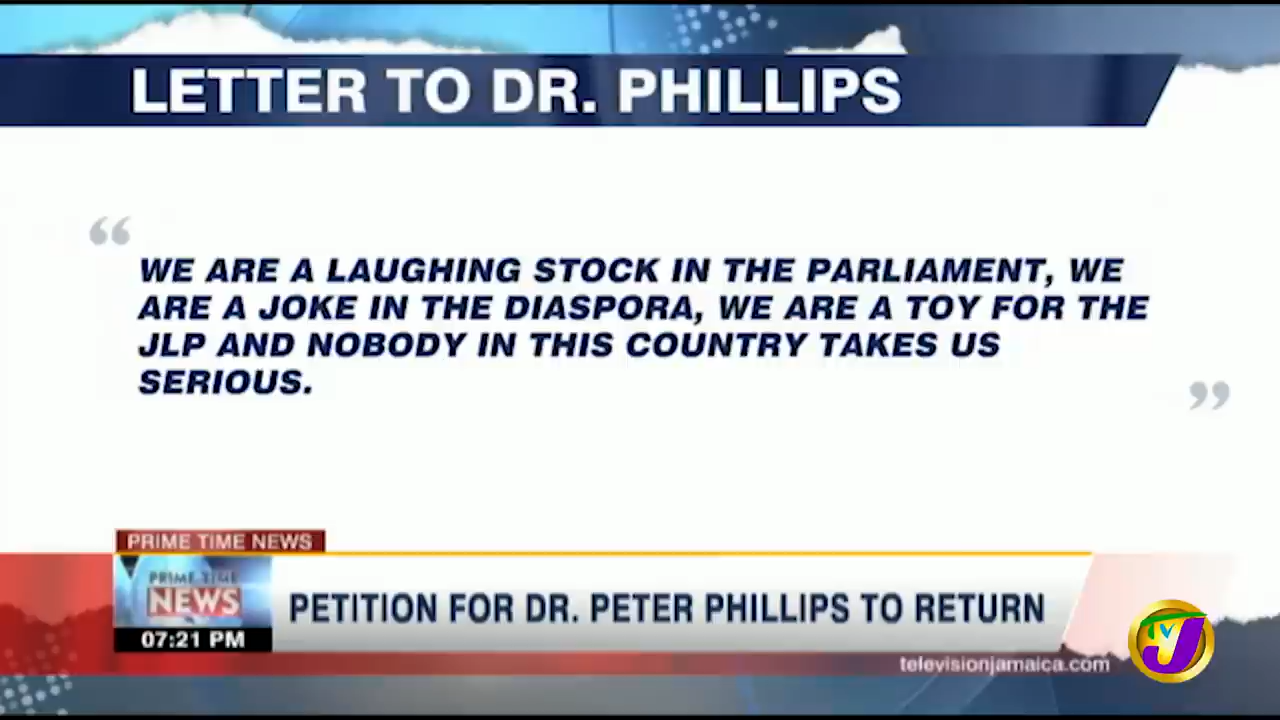 LETTER TO DR. PHILLIPS
“
WE ARE A LAUGHING STOCK IN THE PARLIAMENT, WE
ARE A JOKE IN THE DIASPORA, WE ARE A TOY FOR THE
JLP AND NOBODY IN THIS COUNTRY TAKES US
SERIOUS.
”
PRIME TIME NEWS
PRIME TIME
NEWS
PETITION FOR DR. PETER PHILLIPS TO RETURN
07:21 PM
televisionjamaica.com
TVJ